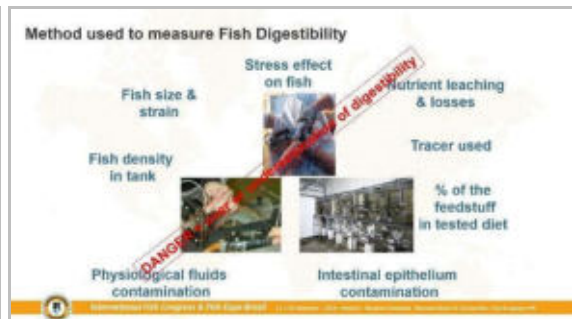 Method used to measure Fish Digestibility
Stress effect
on fish
Fish size &
strain
Nutrient leaching
& losses
Fish density
in tank
Tracer used
% of the
feedstuff
in tested diet
DANGER of digestibility
Physiological fluids
contamination
Intestinal epithelium
contamination
International Fish Congress & Fish Expo Brasil